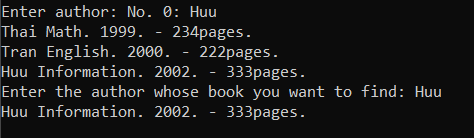 Enter author: No. 0: Huu
Thai Math. 1999. - 234pages.
Tran English. 2000. - 222pages.
Huu Information. 2002. - 333pages.
Enter the author whose book you want to find: Huu
Huu Information. 2002. - 333pages.